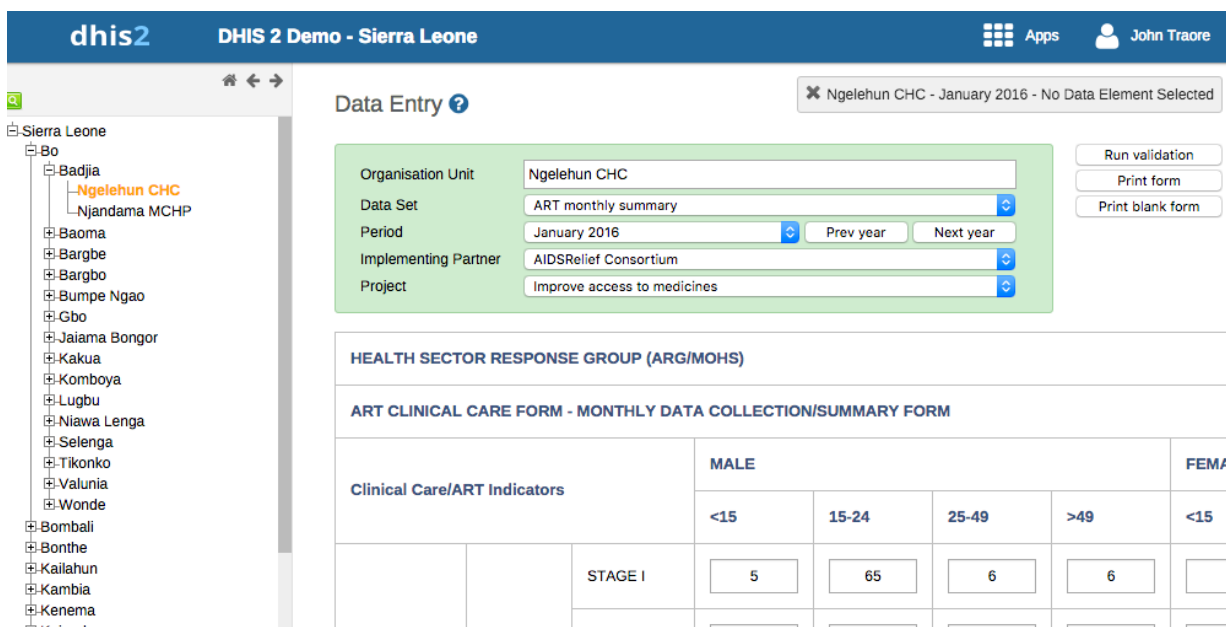 dhis2 DHIS 2 Demo - Sierra Leone Apps John Traore
Sierra Leone
Bo
Badjia
Ngelehun CHC
Njandama MCHP
Baoma
Bargbe
Bargbo
Bumpe Ngao
Gbo
Jaiama Bongor
Kakua
Komboya
Lugbu
Niawa Lenga
Selenga
Tikonko
Valunia
Wonde
Bombali
Bonthe
Kailahun
Kambia
Kenema
Data Entry ?
Ngelehun CHC - January 2016 - No Data Element Selected
Organisation Unit Ngelehun CHC
Data Set ART monthly summary
Period January 2016 Prev year Next year
Implementing Partner AIDSRelief Consortium
Project Improve access to medicines
Run validation
Print form
Print blank form
HEALTH SECTOR RESPONSE GROUP (ARG/MOHS)
ART CLINICAL CARE FORM - MONTHLY DATA COLLECTION/SUMMARY FORM
Clinical Care/ART Indicators
MALE FEMA
<15 15-24 25-49 >49 <15
STAGE I 5 65 6 6